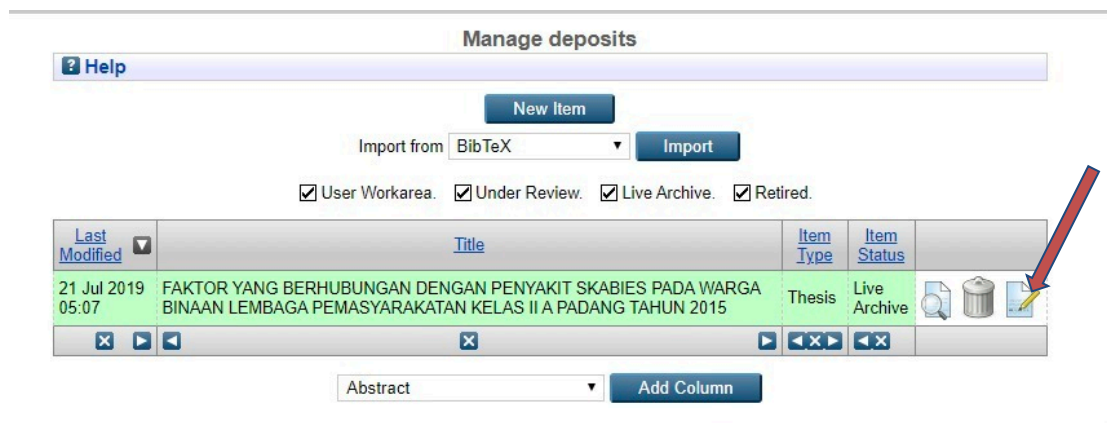 Manage deposits
? Help
New Item
Import from BibTeX Import
User Workarea. Under Review. Live Archive. Retired.
Last Modified Title Item Type Item Status
21 Jul 2019 05:07
FAKTOR YANG BERHUBUNGAN DENGAN PENYAKIT SKABIES PADA WARGA
BINAAN LEMBAGA PEMASYARAKATAN KELAS II A PADANG TAHUN 2015
Thesis
Live Archive
Abstract Add Column